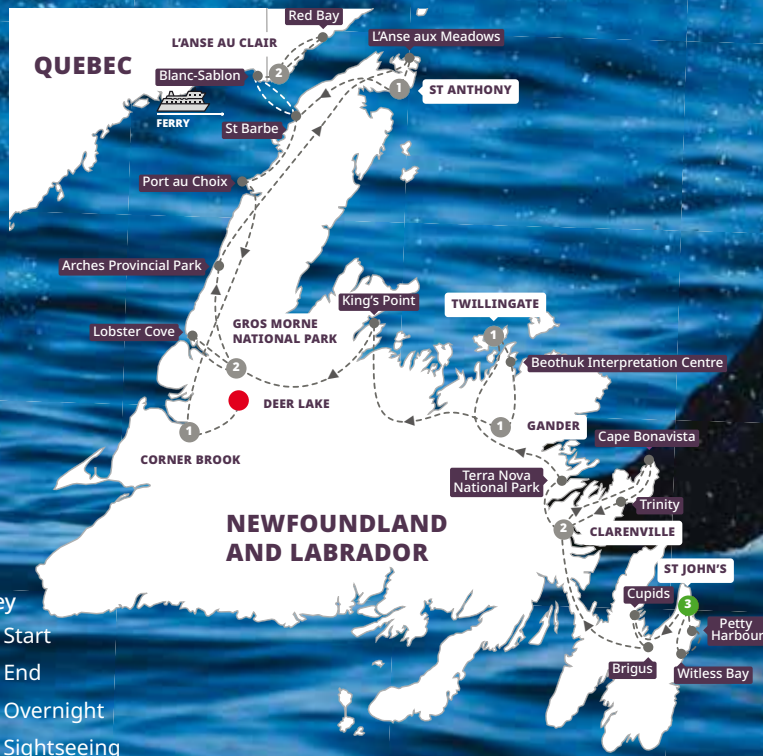 Red Bay
L'ANSE AU CLAIR
L'Anse aux Meadows
QUEBEC
Blanc-Sablon
2
1
ST ANTHONY
FERRY
St Barbe
Port au Choix
Arches Provincial Park
King's Point
TWILLINGATE
Lobster Cove
GROS MORNE
NATIONAL PARK
1
Beothuk Interpretation Centre
2
DEER LAKE
1
CORNER BROOK
1
GANDER
Cape Bonavista
Terra Nova
National Park
Trinity
2
CLARENVILLE
NEWFOUNDLAND
AND LABRADOR
ST JOHN'S
Cupids
3
Petty
Harbour
Brigus
Witless Bay
Start
End
Overnight
Sightseeing